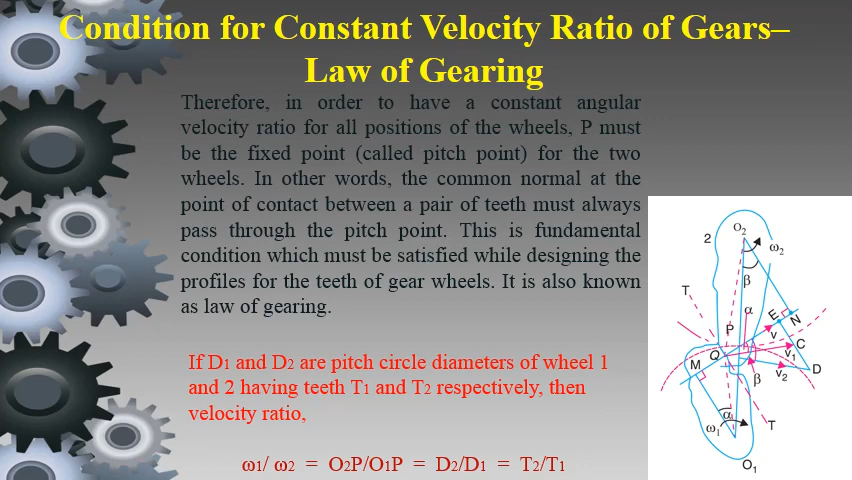 Condition for Constant Velocity Ratio of Gears–
Law of Gearing
Therefore, in order to have a constant angular
velocity ratio for all positions of the wheels, P must
be the fixed point (called pitch point) for the two
wheels. In other words, the common normal at the
point of contact between a pair of teeth must always
pass through the pitch point. This is fundamental
condition which must be satisfied while designing the
profiles for the teeth of gear wheels. It is also known
as law of gearing.
If D1 and D2 are pitch circle diameters of wheel 1
and 2 having teeth T1 and T2 respectively, then
velocity ratio,
ω1/ ω2 = O2P/O1P = D2/D1 = T2/T1
2
O2
ω2
β
T
α
E
N
P
v
C
Q
v1
M
v2
D
β
α
ω1
T
O1